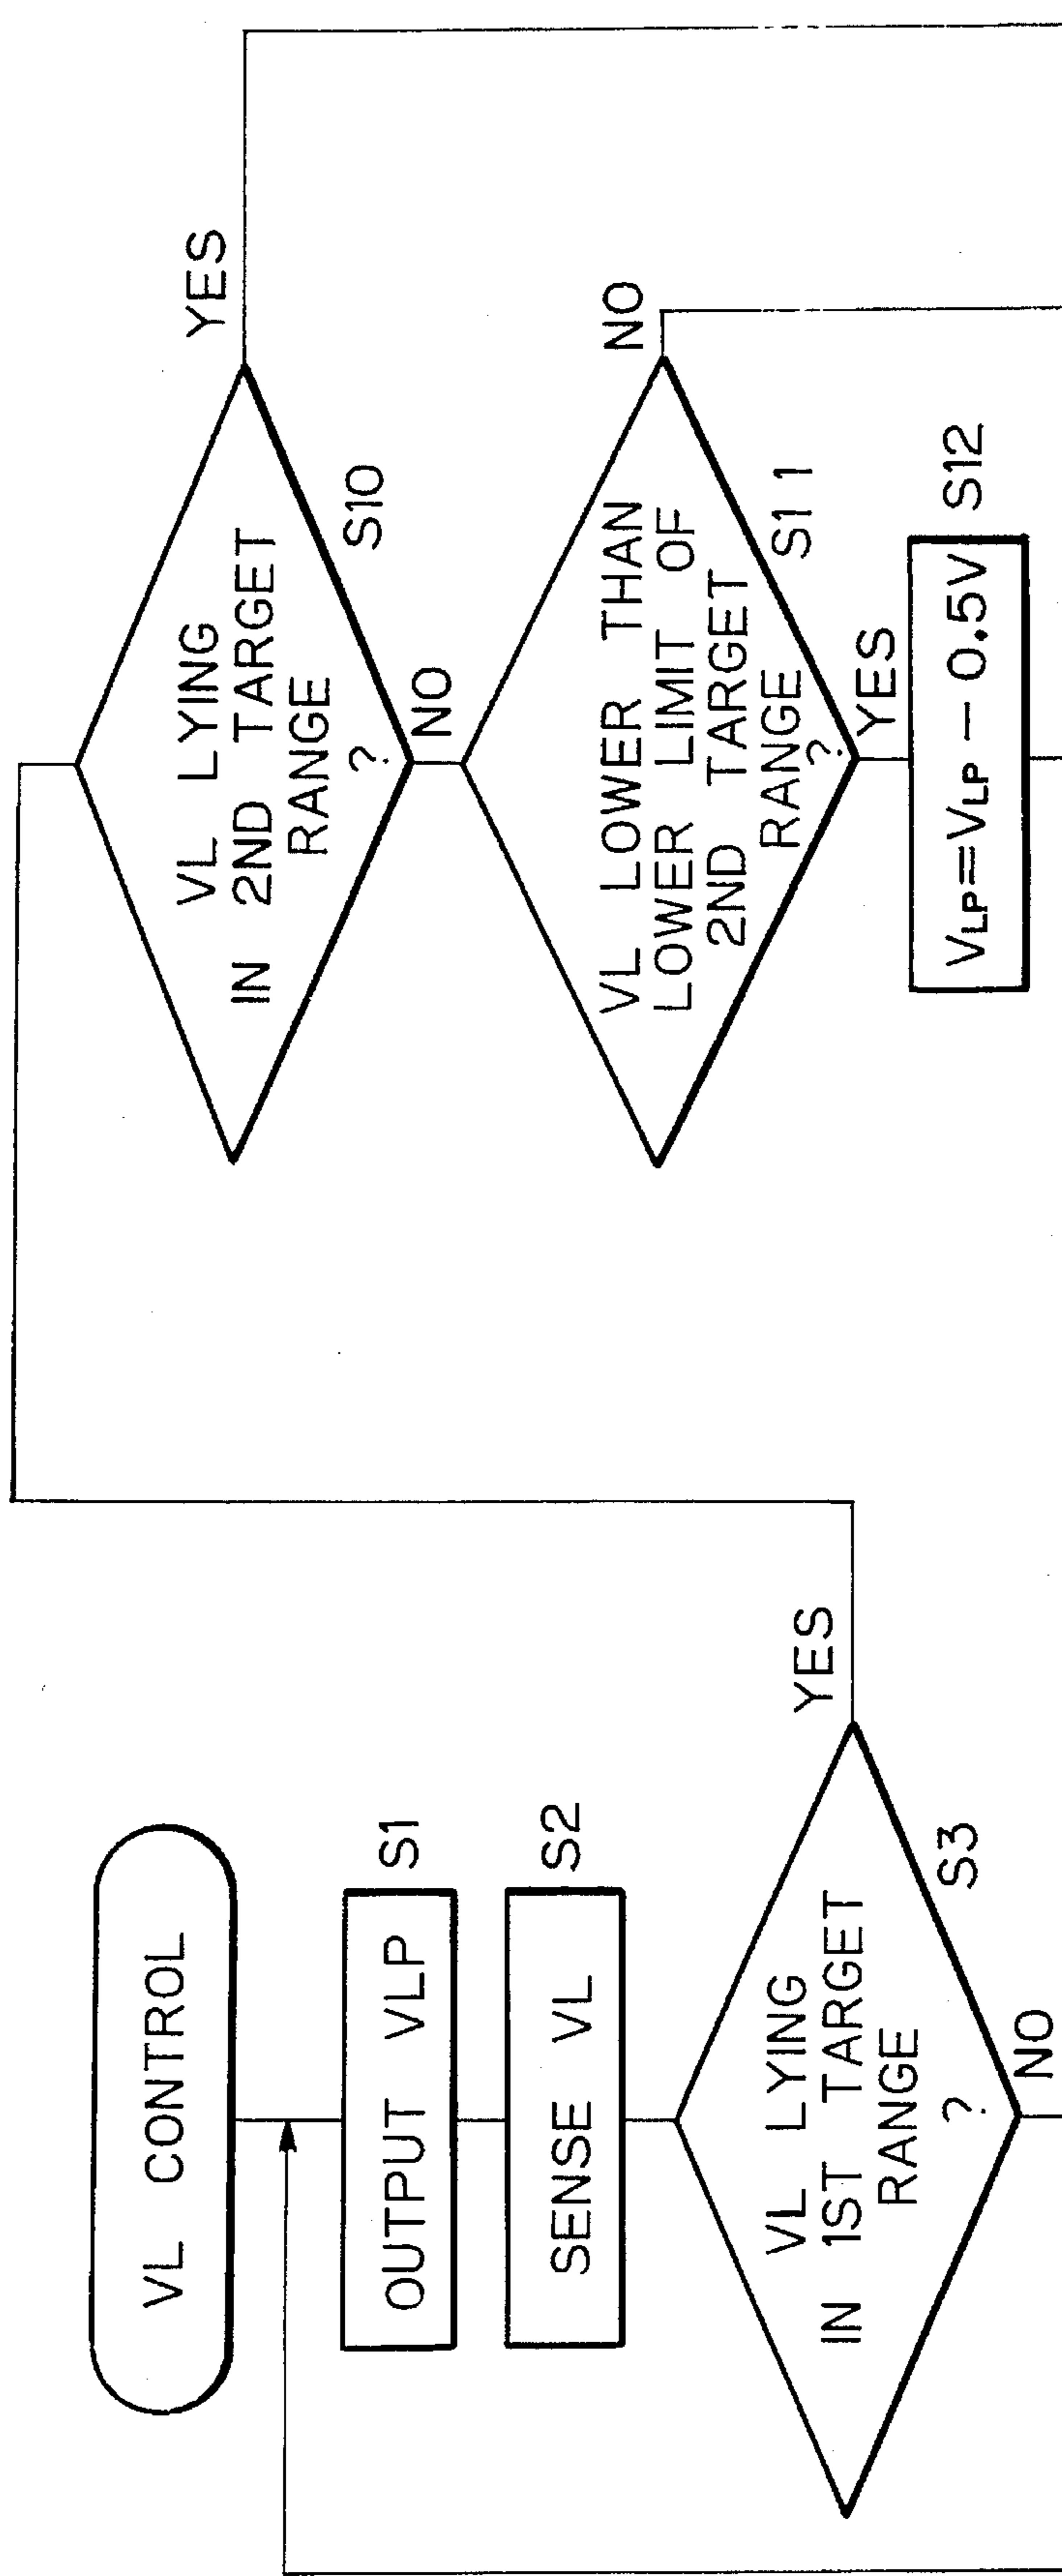 VL CONTROL
OUTPUT VLP
S1
SENSE VL
S2
VL LYING
IN 1ST TARGET
RANGE
?
S3
YES
NO
VL LYING
IN 2ND TARGET
RANGE
?
S10
YES
NO
VL LOWER THAN
LOWER LIMIT OF
2ND TARGET
RANGE
?
S11
NO
YES
VLP=VLP - 0.5V
S12